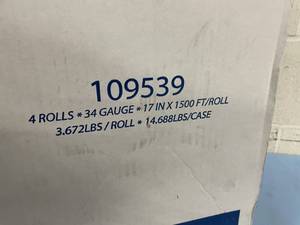 109539
4 ROLLS * 34 GAUGE * 17 IN X 1500 FT/ROLL
3.672LBS / ROLL * 14.688LBS/CASE